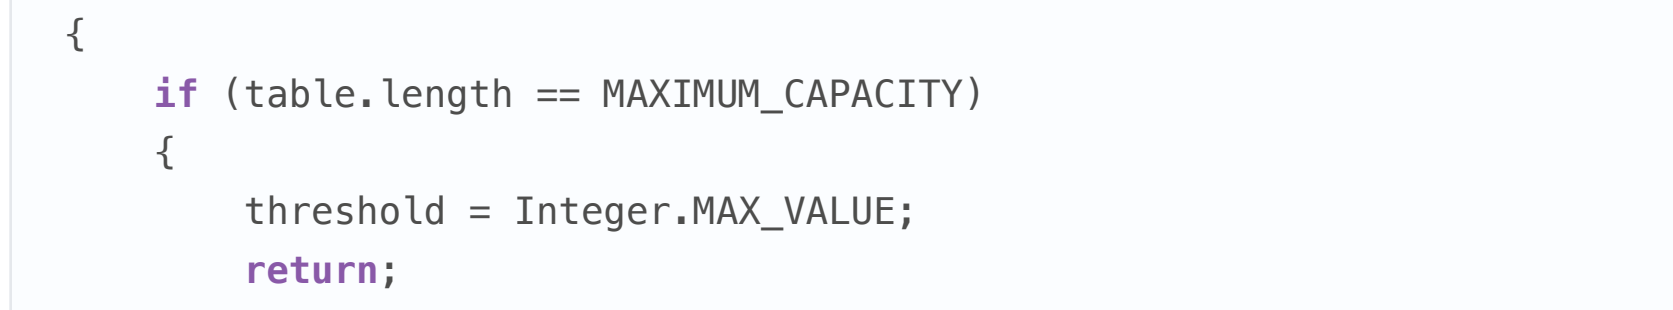 {
    if (table.length == MAXIMUM_CAPACITY)
    {
        threshold = Integer.MAX_VALUE;
        return;